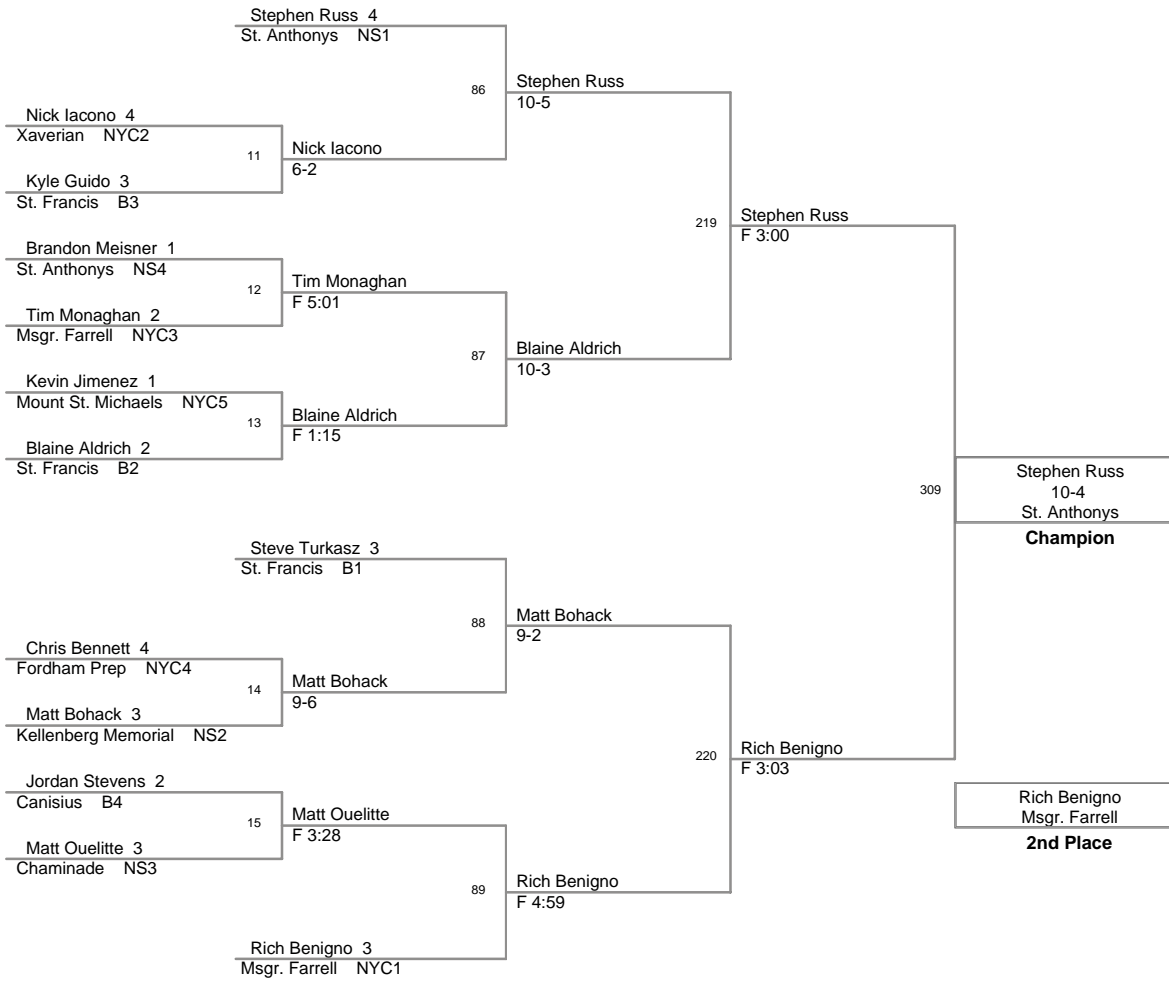 Stephen Russ 4
St. Anthonys NS1
86
Stephen Russ
10-5
Nick Iacono 4
Xaverian NYC2
11
Nick Iacono
6-2
Kyle Guido 3
St. Francis B3
219
Stephen Russ
F 3:00
Brandon Meisner 1
St. Anthonys NS4
12
Tim Monaghan
F 5:01
Tim Monaghan 2
Msgr. Farrell NYC3
87
Blaine Aldrich
10-3
Kevin Jimenez 1
Mount St. Michaels NYC5
13
Blaine Aldrich
F 1:15
Blaine Aldrich 2
St. Francis B2
309
Stephen Russ
10-4
St. Anthonys
Champion
Steve Turkasz 3
St. Francis B1
88
Matt Bohack
9-2
Chris Bennett 4
Fordham Prep NYC4
14
Matt Bohack
9-6
Matt Bohack 3
Kellenberg Memorial NS2
220
Rich Benigno
F 3:03
Jordan Stevens 2
Canisius B4
15
Matt Ouelitte
F 3:28
Matt Ouelitte 3
Chaminade NS3
Rich Benigno
Msgr. Farrell
2nd Place
89
Rich Benigno
F 4:59
Rich Benigno 3
Msgr. Farrell NYC1